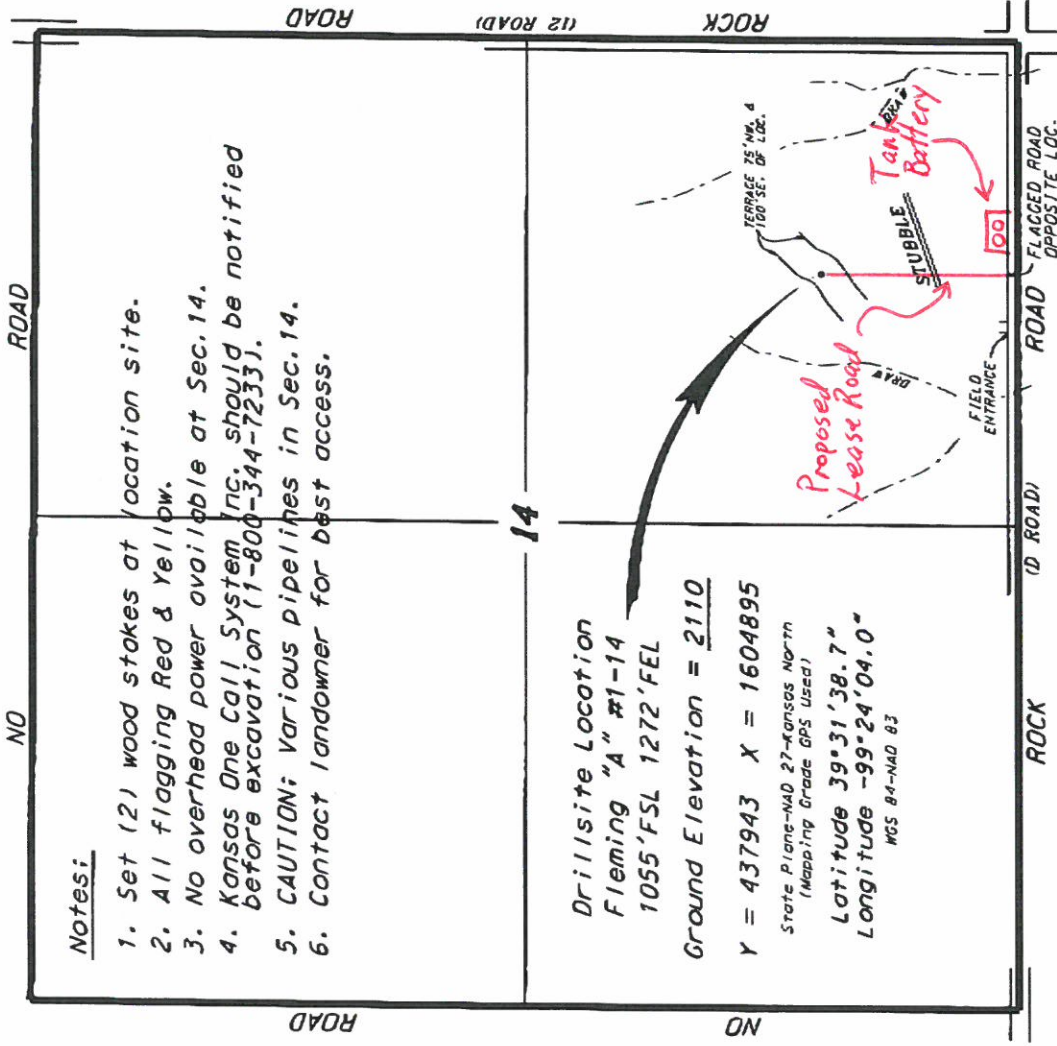 NO
ROAD
ROAD
NO
ROCK
(12 ROAD)
ROAD
Notes:
1. Set (2) wood stakes at location site.
2. All flagging Red & Yellow.
3. No overhead power available at Sec. 14.
4. Kansas One Call System Inc. should be notified
before excavation (1-800-344-7233).
5. CAUTION: Various pipelines in Sec. 14.
6. Contact landowner for best access.
14
Drillsite Location
Fleming "A" #1-14
1055'FSL 1272'FEL
Ground Elevation = 2110
Y = 437943 X = 1604895
State Plane-NAD 27-Kansas North
(Mapping Grade GPS Used)
Latitude 39°31'38.7"
Longitude -99°24'04.0"
WGS 84-NAD 83
TERRACE 75'NW. &
100'SE. OF LOC.
DRAW
Tank
Battery
STUBBLE
00
Proposed
Lease Road
DRAW
FIELD
ENTRANCE
FLAGGED ROAD
OPPOSITE LOC.
ROCK
(D ROAD)
ROAD